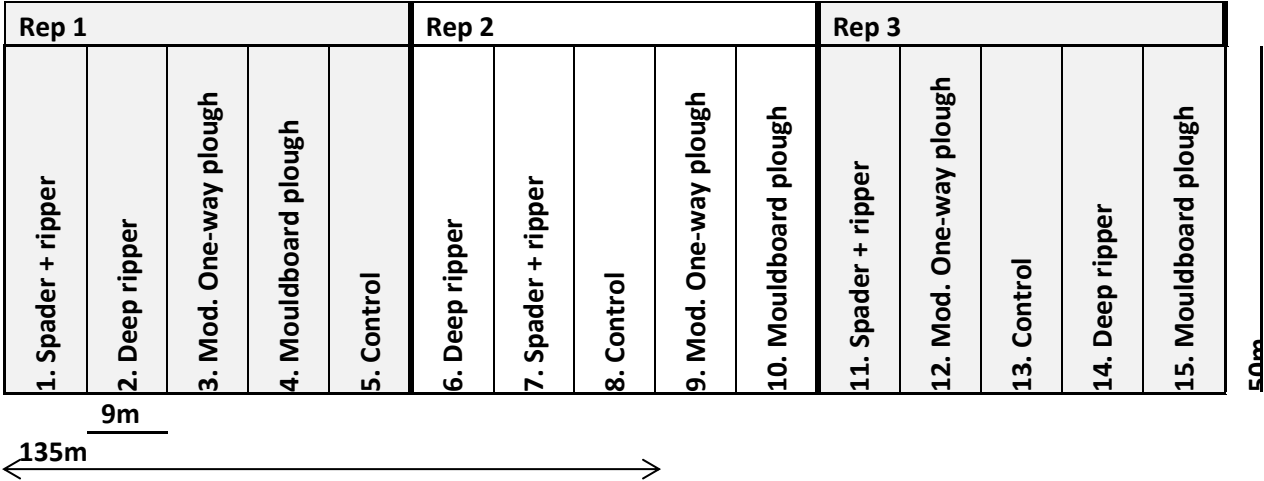 Rep 1
Rep 2
Rep 3
1. Spader + ripper
2. Deep ripper
3. Mod. One-way plough
4. Mouldboard plough
5. Control
6. Deep ripper
7. Spader + ripper
8. Control
9. Mod. One-way plough
10. Mouldboard plough
11. Spader + ripper
12. Mod. One-way plough
13. Control
14. Deep ripper
15. Mouldboard plough
50m
9m
135m